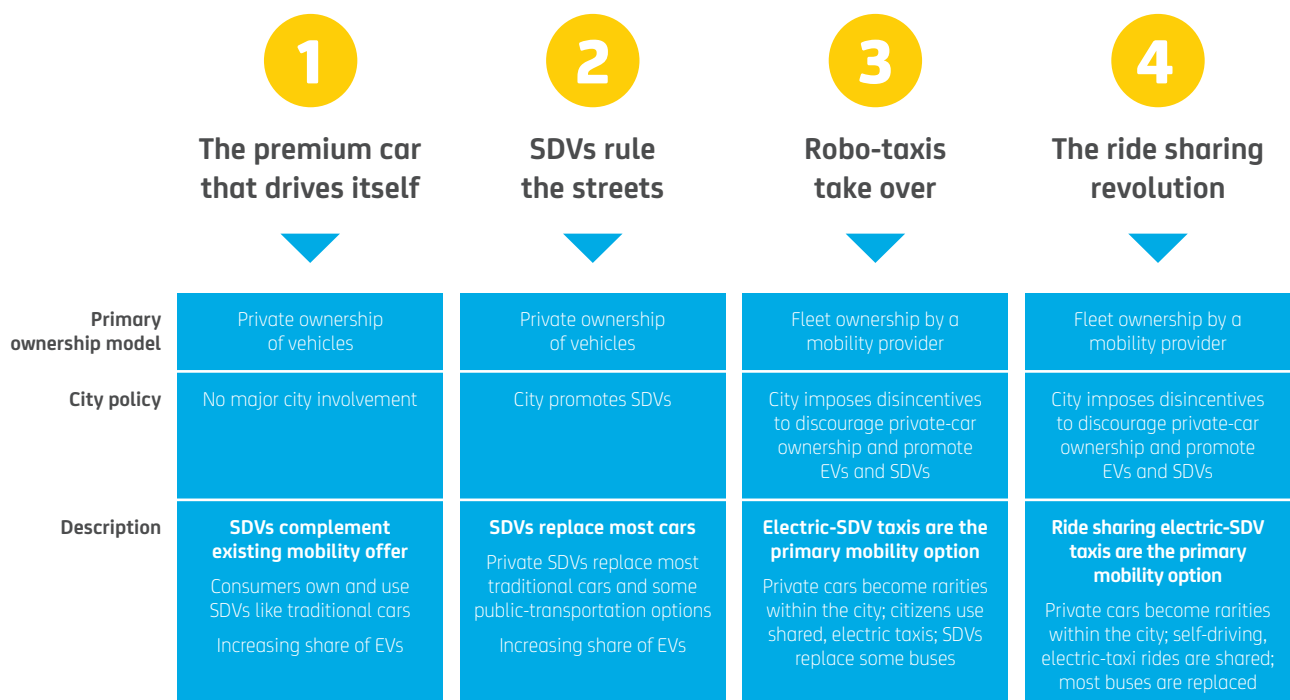 1
2
3
4
The premium car
that drives itself
SDVs rule
the streets
Robo-taxis
take over
The ride sharing
revolution
Primary
ownership model
Private ownership
of vehicles
Private ownership
of vehicles
Fleet ownership by a
mobility provider
Fleet ownership by a
mobility provider
City policy
No major city involvement
City promotes SDVs
City imposes disincentives
to discourage private-car
ownership and promote
EVs and SDVs
City imposes disincentives
to discourage private-car
ownership and promote
EVs and SDVs
Description
SDVs complement
existing mobility offer
Consumers own and use
SDVs like traditional cars
Increasing share of EVs
SDVs replace most cars
Private SDVs replace most
traditional cars and some
public-transportation options
Increasing share of EVs
Electric-SDV taxis are the
primary mobility option
Private cars become rarities
within the city; citizens use
shared, electric taxis; SDVs
replace some buses
Ride sharing electric-SDV
taxis are the primary
mobility option
Private cars become rarities
within the city; self-driving,
electric-taxi rides are shared;
most buses are replaced